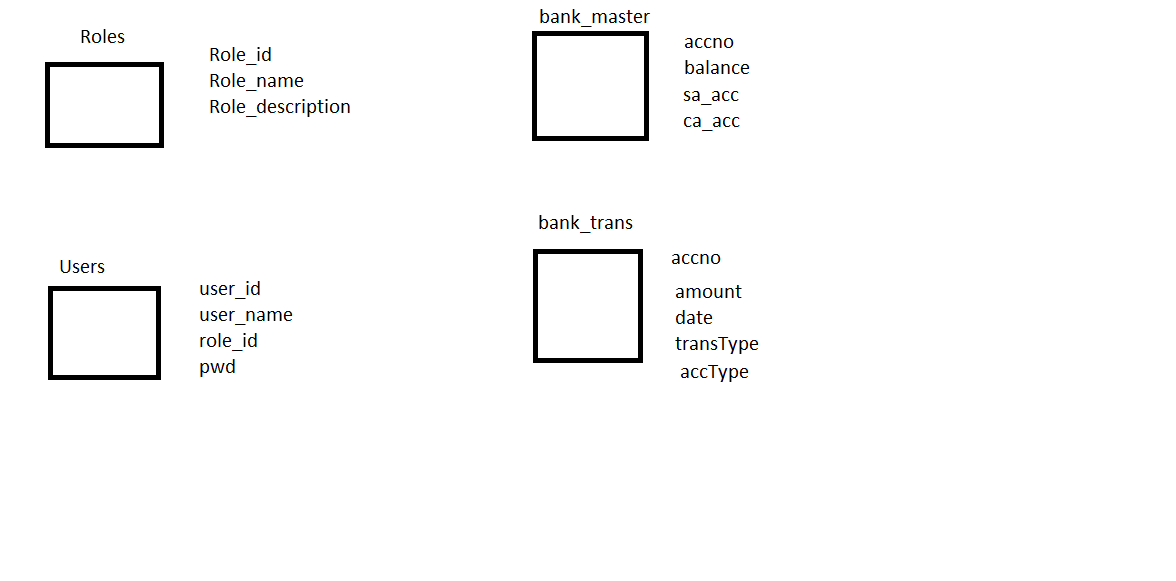 Roles
Role_id
Role_name
Role_description
bank_master
accno
balance
sa_acc
ca_acc
Users
user_id
user_name
role_id
pwd
bank_trans
accno
amount
date
transType
accType